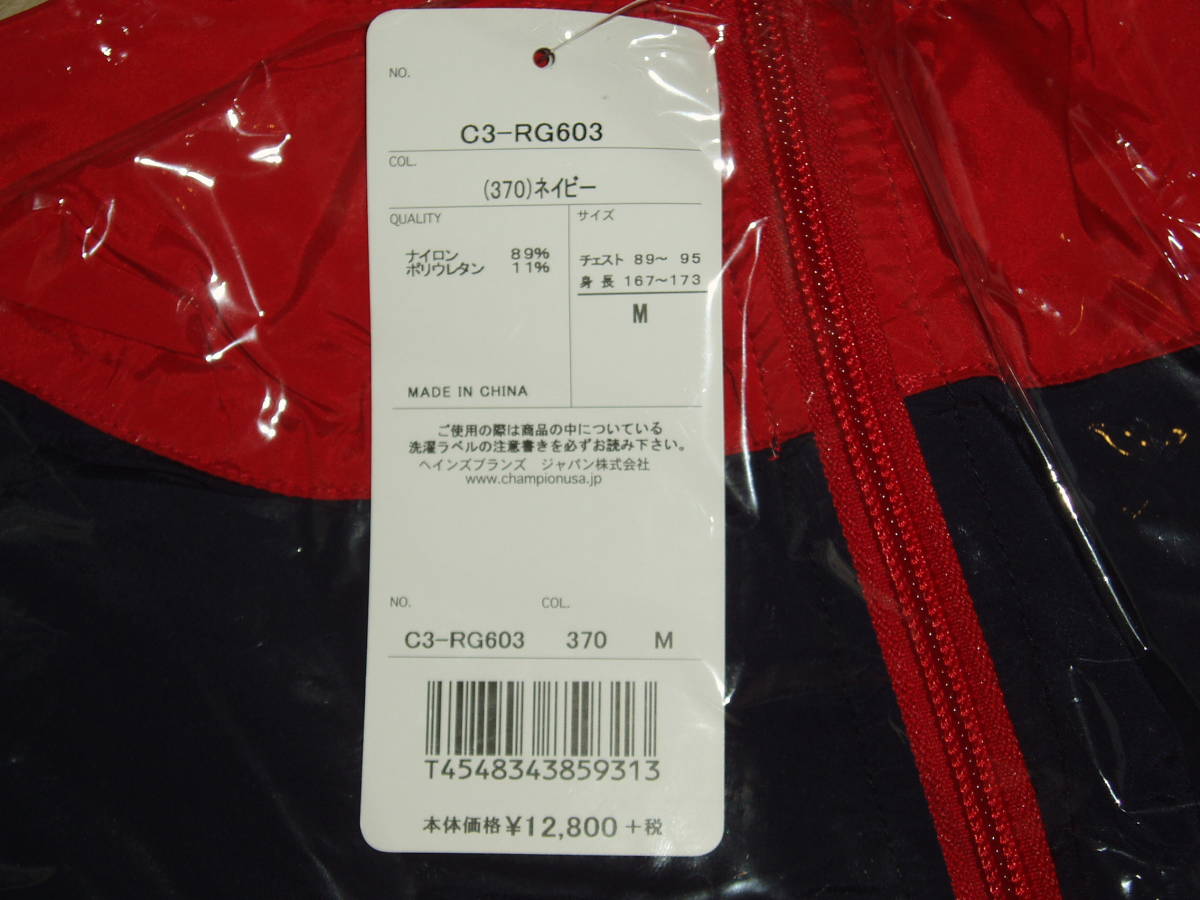 NO.
C3-RG603
COL.
(370)ネイビー
QUALITY
ナイロン 89%
ポリウレタン 11%
MADE IN CHINA
サイズ
チェスト 89～ 95
身長 167～173
M
ご使用の際は商品の中についている
洗濯ラベルの注意書きを必ずお読み下さい。
ヘインズブランズ ジャパン株式会社
www.championusa.jp
NO. COL.
C3-RG603 370 M
T4548343859313
本体価格¥12,800+税